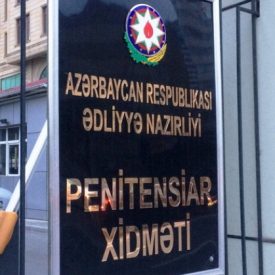 AZƏRBAYCAN RESPUBLİKASI
ƏDLİYYƏ NAZİRLİYİ
PENİTENSİAR
XİDMƏTİ